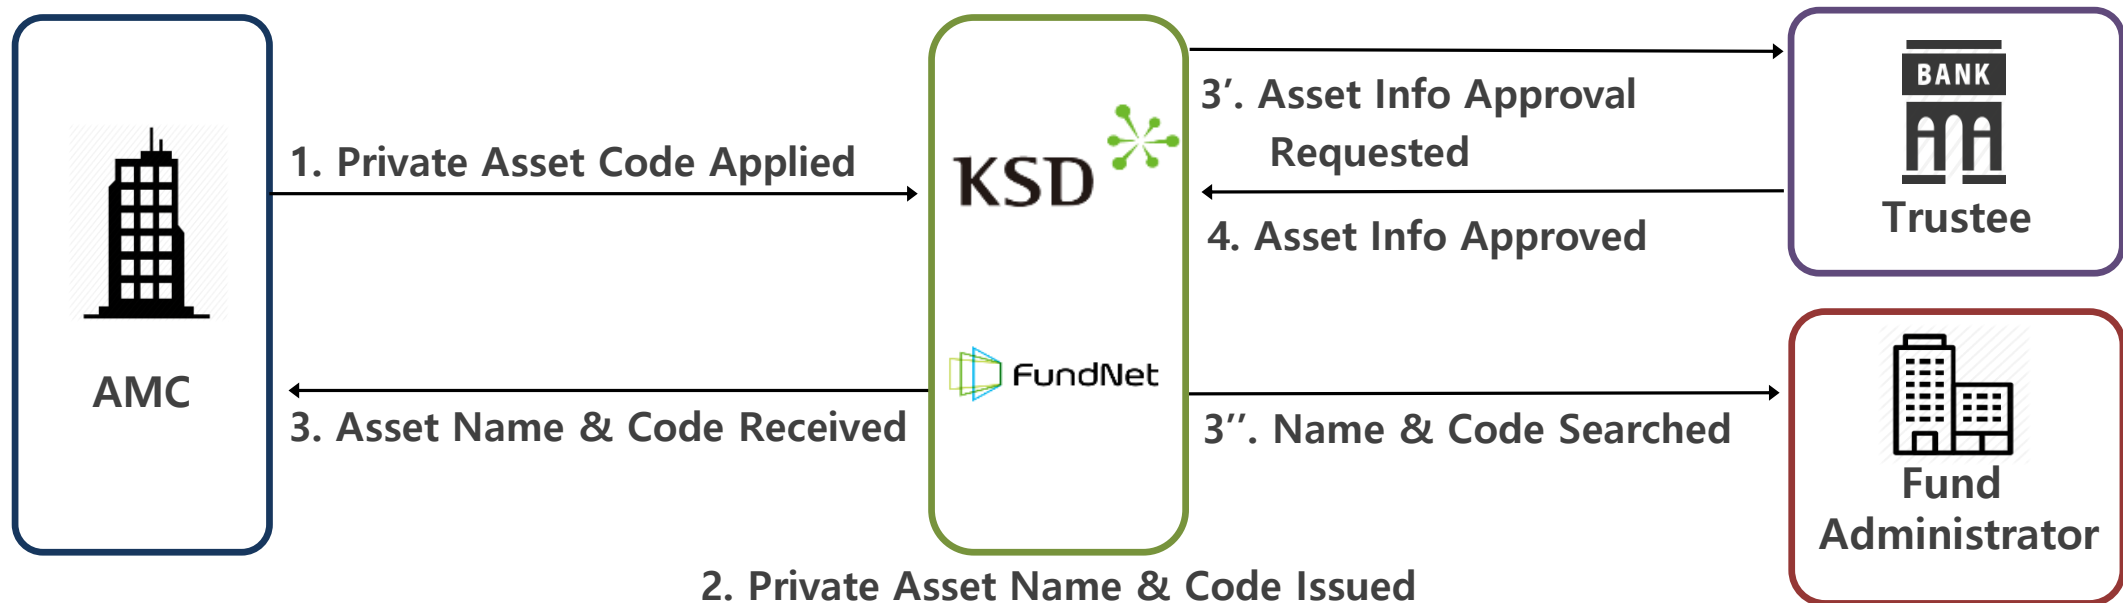 AMC
1. Private Asset Code Applied
3. Asset Name & Code Received
KSD
FundNet
2. Private Asset Name & Code Issued
3′. Asset Info Approval
Requested
4. Asset Info Approved
3′′. Name & Code Searched
BANK
Trustee
Fund
Administrator